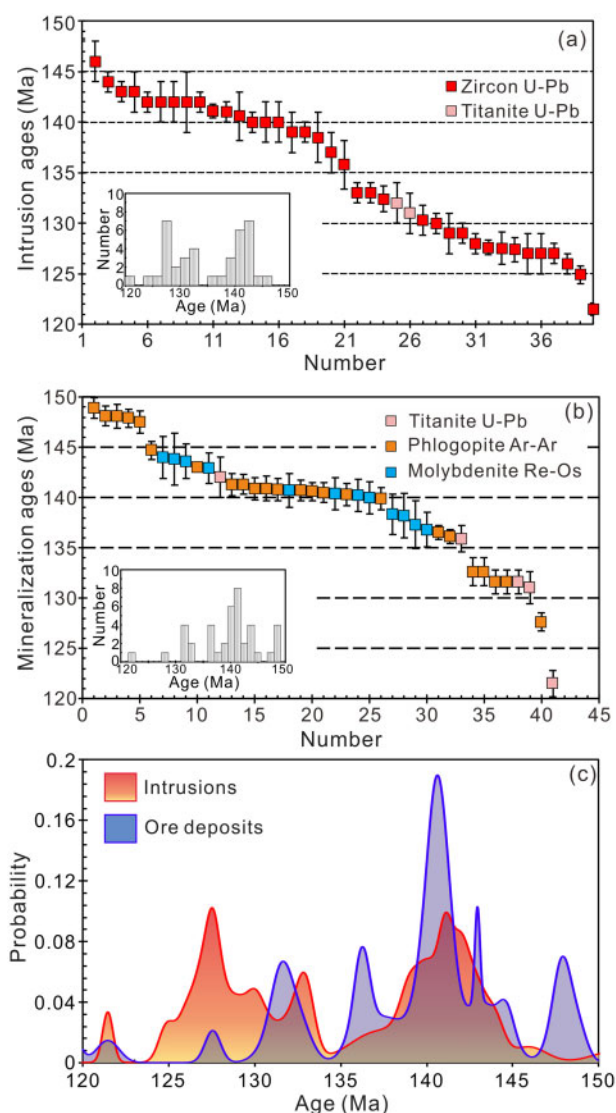 (a)
Zircon U-Pb
Titanite U-Pb
Intrusion ages (Ma)
150
145
140
135
130
125
120
Number
10
8
6
4
2
0
120 130 140 150
Age (Ma)
1 6 11 16 21 26 31 36
Number
(b)
Titanite U-Pb
Phlogopite Ar-Ar
Molybdenite Re-Os
Mineralization ages (Ma)
150
145
140
135
130
125
120
Number
10
8
6
4
2
0
120 130 140 150
Age (Ma)
0 5 10 15 20 25 30 35 40 45
Number
(c)
Intrusions
Ore deposits
Probability
0.2
0.16
0.12
0.08
0.04
0
120 125 130 135 140 145 150
Age (Ma)